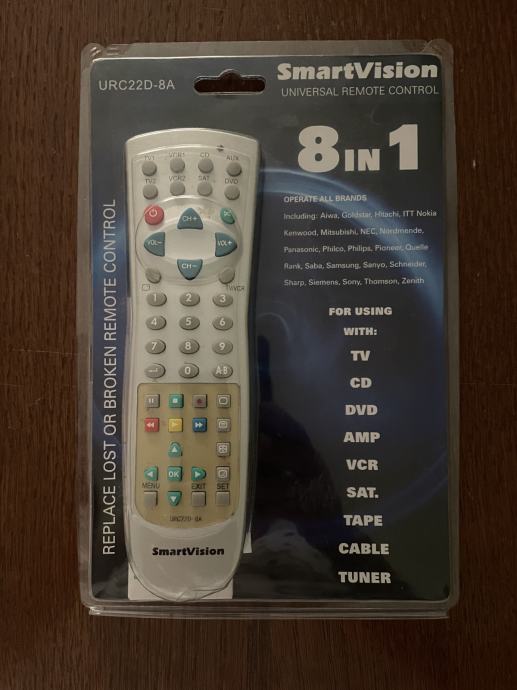 SmartVision
URC22D-8A
UNIVERSAL REMOTE CONTROL
8 IN 1
OPERATE ALL BRANDS
Including: Aiwa, Goldstar, Hitachi, ITT Nokia
Kenwood, Mitsubishi, NEC, Nordmende,
Panasonic, Philco, Philips, Pioneer, Quelle
Rank, Saba, Samsung, Sanyo, Schneider,
Sharp, Siemens, Sony, Thomson, Zenith
FOR USING
WITH:
TV
CD
DVD
AMP
VCR
SAT.
TAPE
CABLE
TUNER
REPLACE LOST OR BROKEN REMOTE CONTROL
TV1 VCR1 CD AUX
TV2 VCR2 SAT DVD
CH+
VOL- VOL+
CH-
TV/VCR
1 2 3
4 5 6
7 8 9
0 A-B
OK
MENU EXIT SET
URC22D-8A
SmartVision